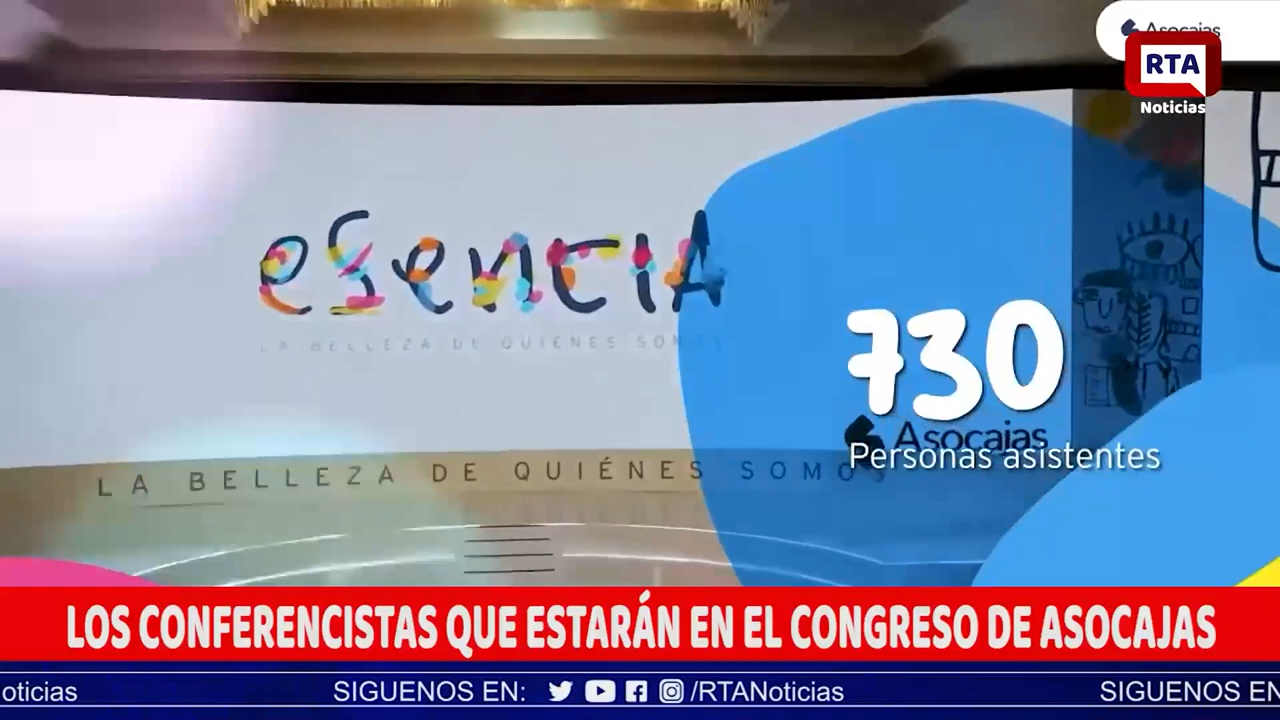 Asocajas
RTA
Noticias
esencia
LA BELLEZA DE QUIÉNES SOMOS
730
Asocajas
Personas asistentes
LA BELLEZA DE QUIÉNES SOMOS
LOS CONFERENCISTAS QUE ESTARÁN EN EL CONGRESO DE ASOCAJAS
oticias SIGUENOS EN: /RTANoticias SIGUENOS EN